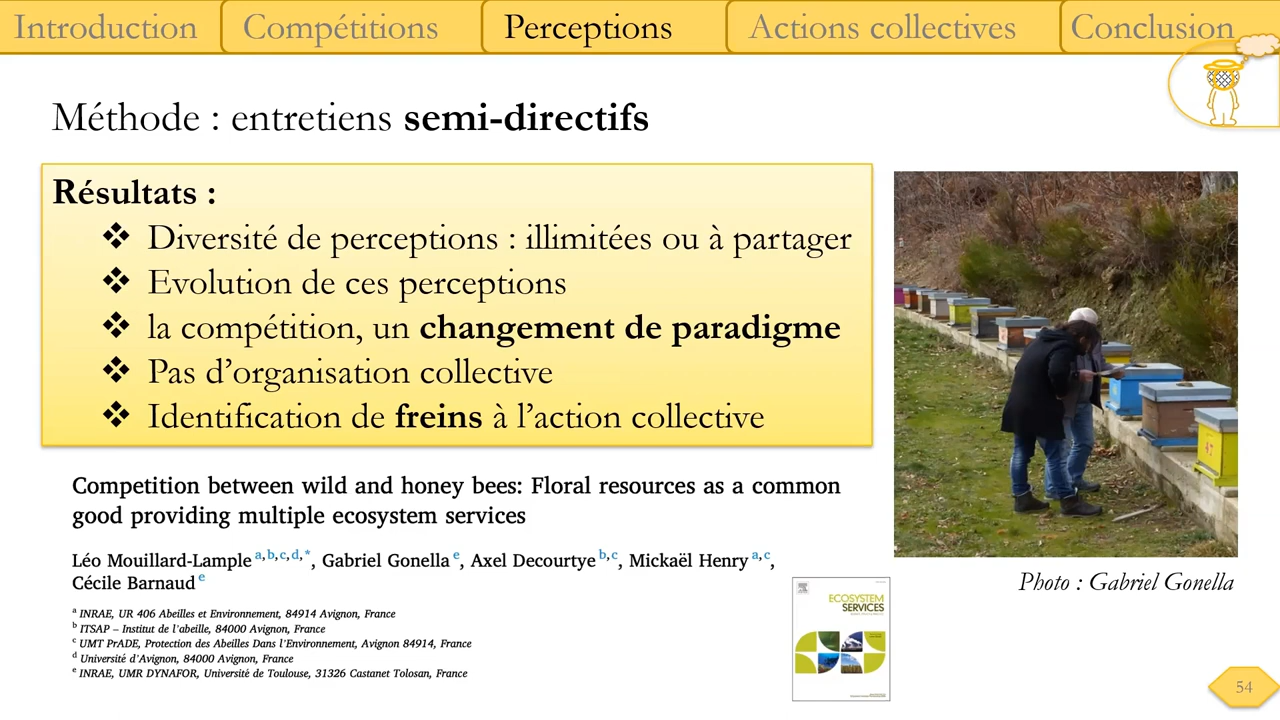 Introduction
Compétitions
Perceptions
Actions collectives
Conclusion
Méthode : entretiens semi-directifs
Résultats :
❖ Diversité de perceptions : illimitées ou à partager
❖ Evolution de ces perceptions
❖ la compétition, un changement de paradigme
❖ Pas d’organisation collective
❖ Identification de freins à l’action collective
Competition between wild and honey bees: Floral resources as a common
good providing multiple ecosystem services
Léo Mouillard-Lample a,b,c,d,*, Gabriel Gonella e, Axel Decourtye b,c, Mickaël Henry a,c,
Cécile Barnaud e
a INRAE, UR 406 Abeilles et Environnement, 84914 Avignon, France
b ITSAP – Institut de l’abeille, 84000 Avignon, France
c UMT PrADE, Protection des Abeilles Dans l’Environnement, Avignon 84914, France
d Université d’Avignon, 84000 Avignon, France
e INRAE, UMR DYNAFOR, Université de Toulouse, 31326 Castanet Tolosan, France
ECOSYSTEM
SERVICES
Photo : Gabriel Gonella
54